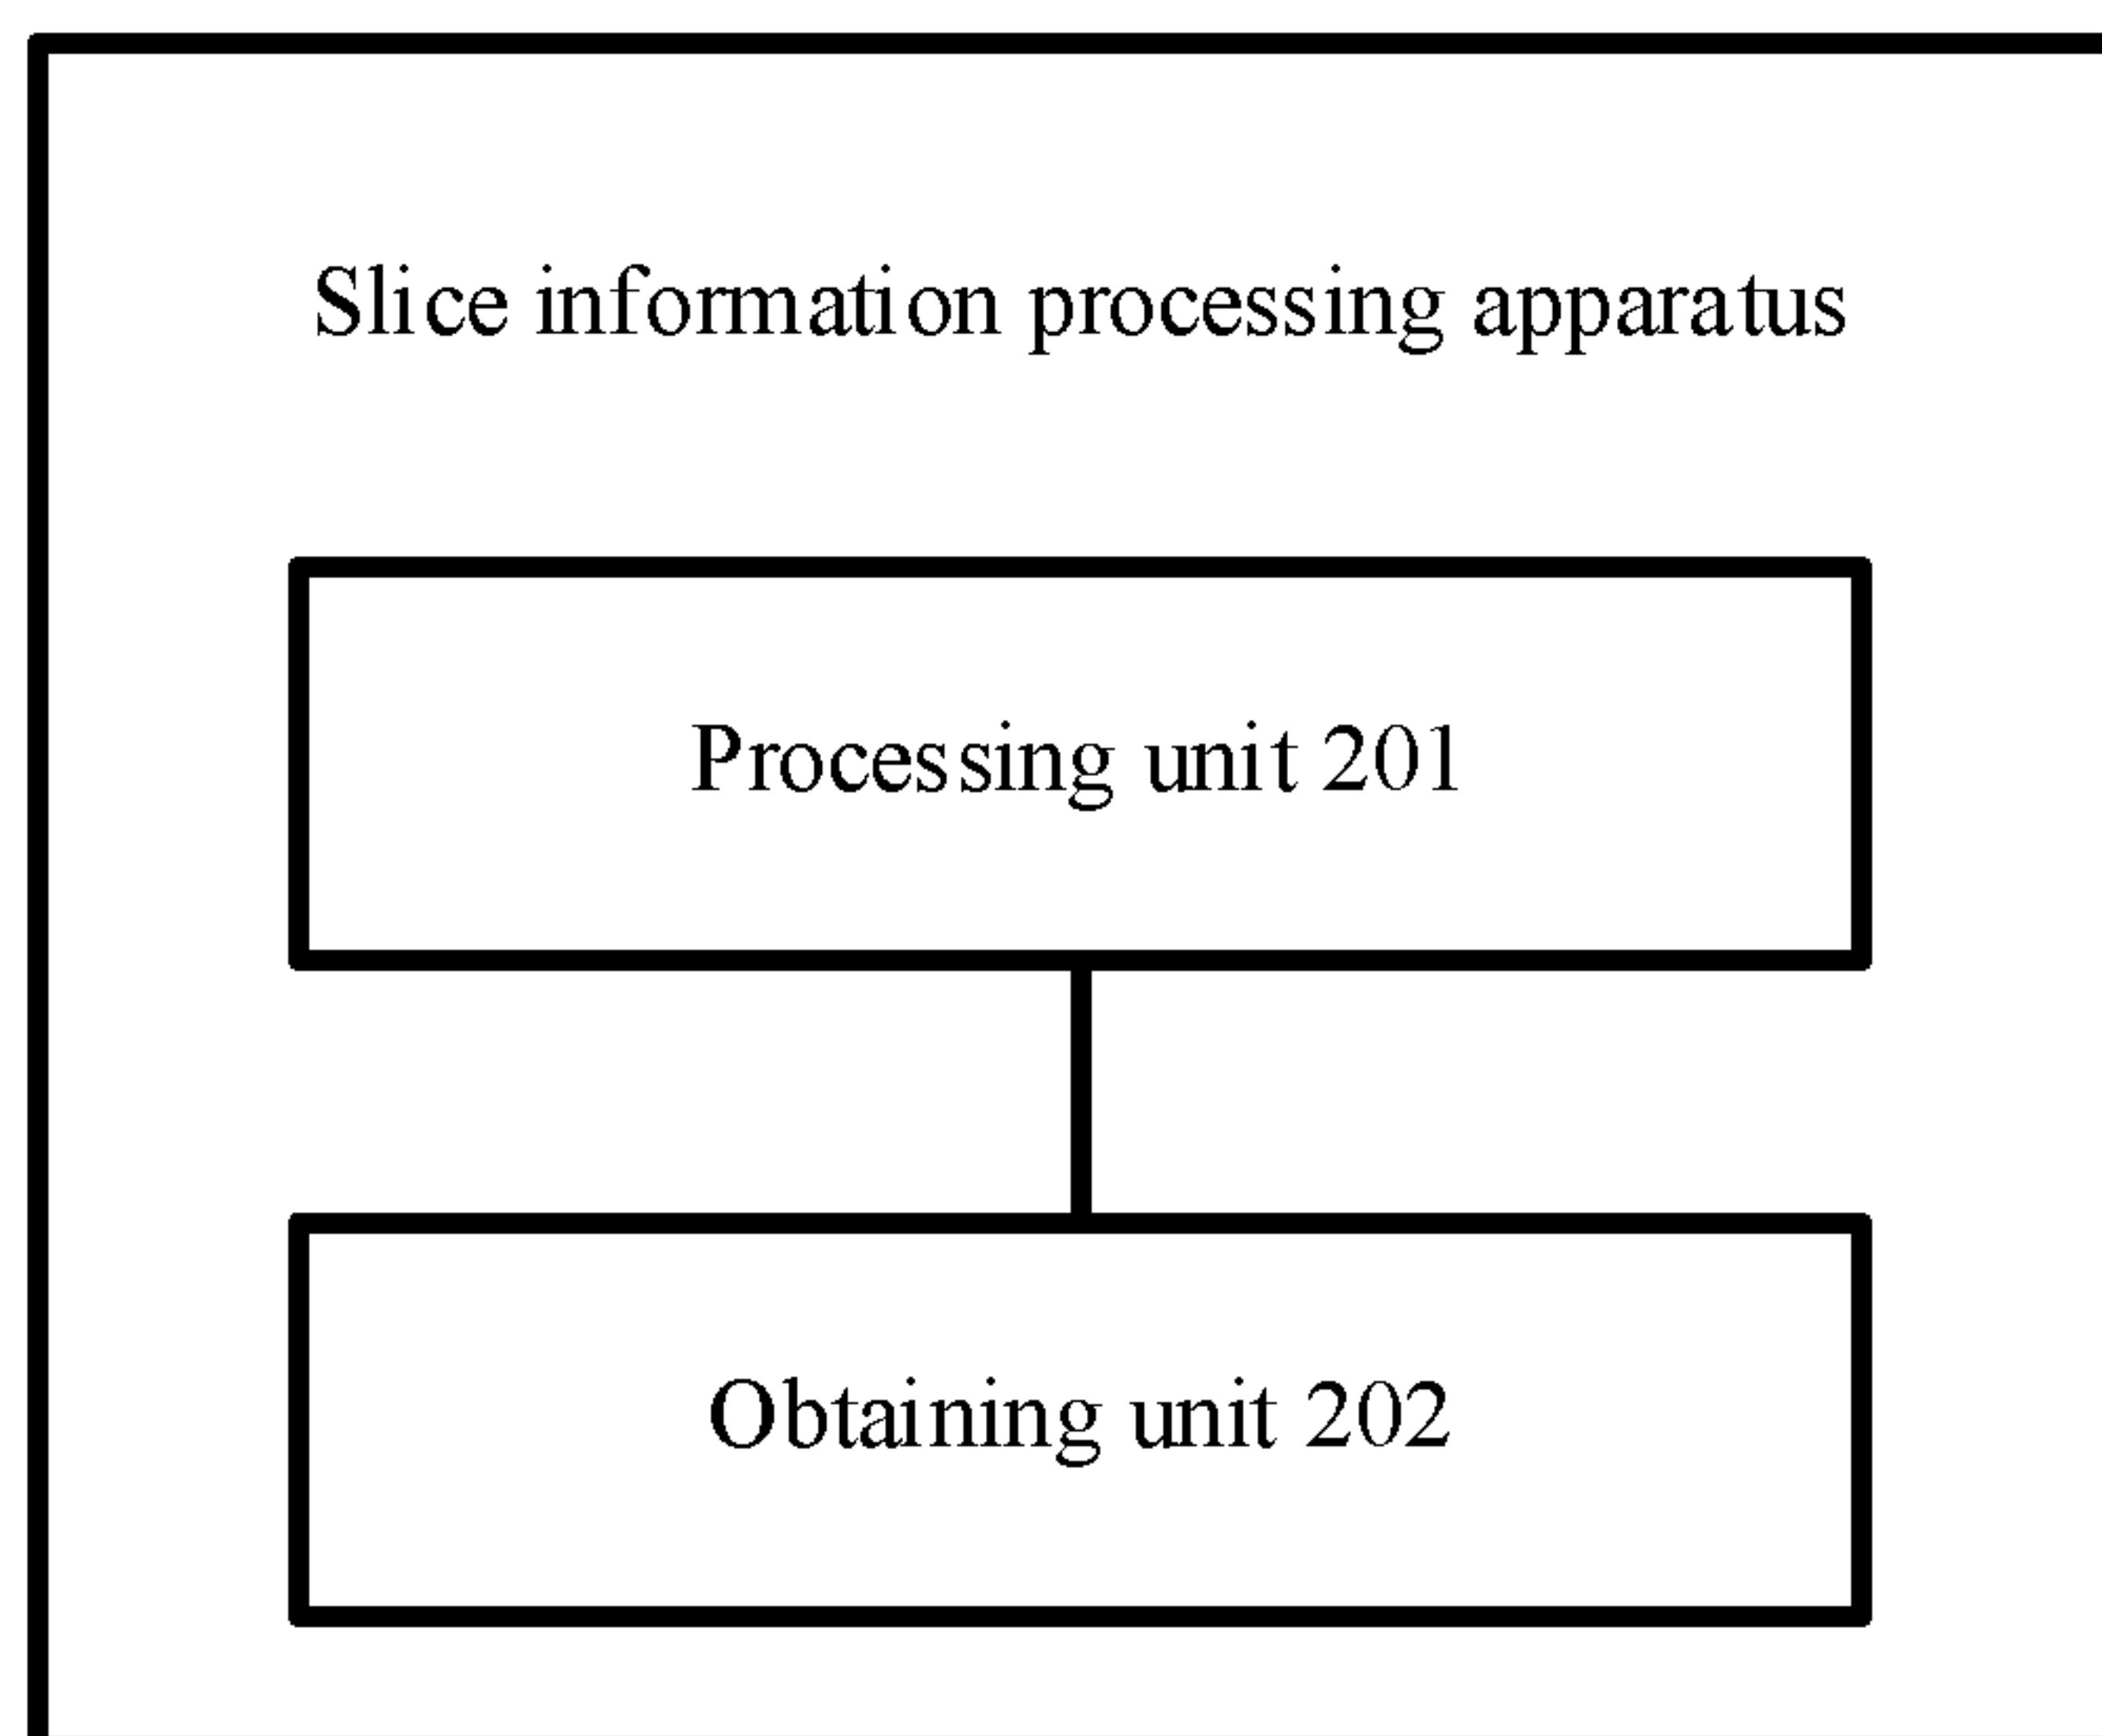 Slice information processing apparatus
Processing unit 201
Obtaining unit 202